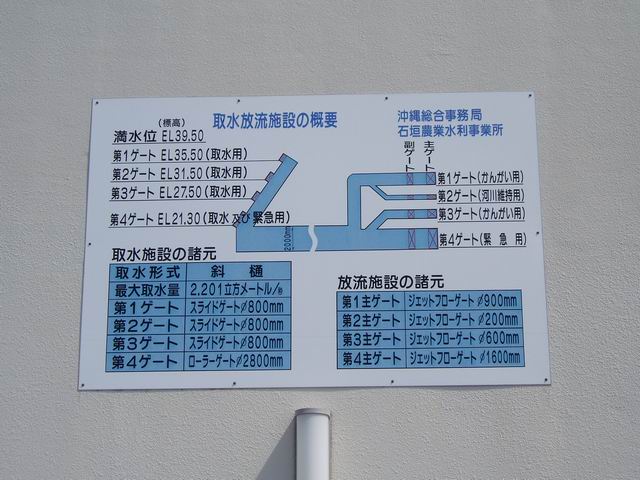 取水放流施設の概要
沖縄総合事務局
石垣農業水利事業所
(標高)
満水位 EL39.50
第1ゲート EL35.50(取水用)
第2ゲート EL31.50(取水用)
第3ゲート EL27.50(取水用)
第4ゲート EL21.30(取水及び緊急用)
副ゲート
主ゲート
第1ゲート(かんがい用)
第2ゲート(河川維持用)
第3ゲート(かんがい用)
第4ゲート(緊急用)
2000mm
取水施設の諸元
取水形式 斜樋
最大取水量 2.201立方メートル/秒
第1ゲート スライドゲート∅800mm
第2ゲート スライドゲート∅800mm
第3ゲート スライドゲート∅800mm
第4ゲート ローラーゲート∅2800mm
放流施設の諸元
第1主ゲート ジェットフローゲート∅900mm
第2主ゲート ジェットフローゲート∅200mm
第3主ゲート ジェットフローゲート∅600mm
第4主ゲート ジェットフローゲート∅1600mm